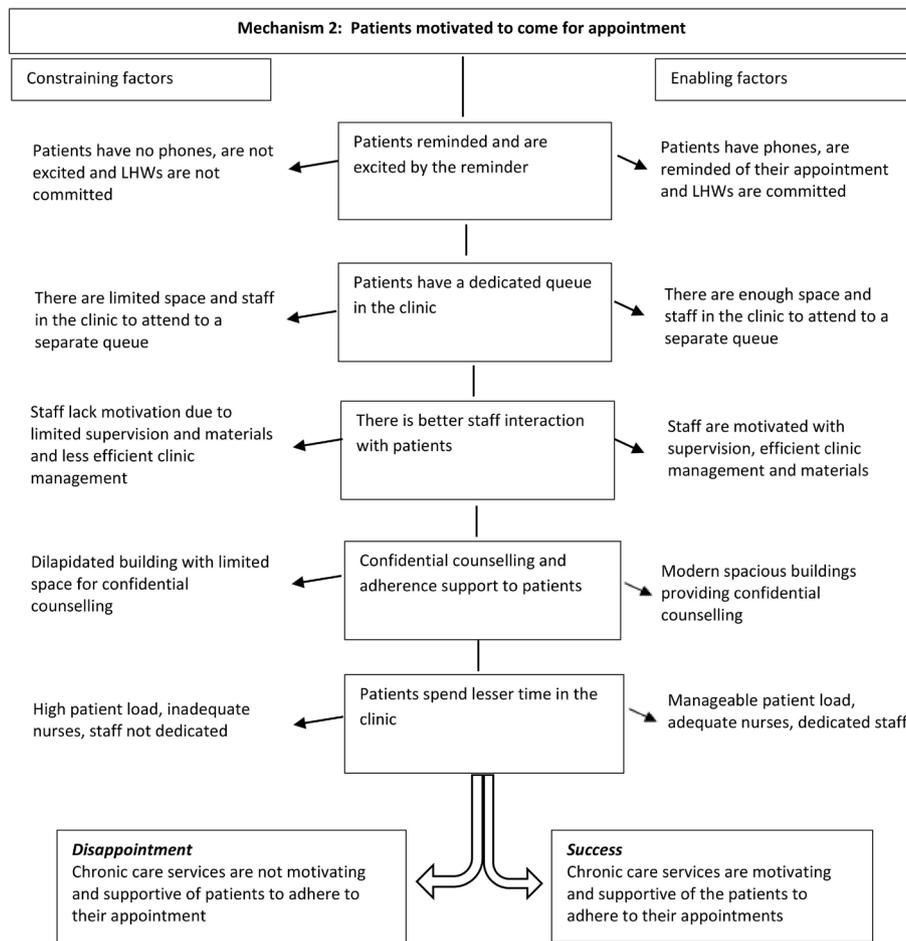 Mechanism 2:  Patients motivated to come for appointment
Constraining factors
Enabling factors
Patients have no phones, are not
excited and LHWs are not
committed
Patients reminded and are
excited by the reminder
Patients have phones, are
reminded of their appointment
and LHWs are committed
There are limited space and staff
in the clinic to attend to a
separate queue
Patients have a dedicated queue
in the clinic
There are enough space and
staff in the clinic to attend to a
separate queue
Staff lack motivation due to
limited supervision and materials
and less efficient clinic
management
There is better staff interaction
with patients
Staff are motivated with
supervision, efficient clinic
management and materials
Dilapidated building with limited
space for confidential
counselling
Confidential counselling and
adherence support to patients
Modern spacious buildings
providing confidential
counselling
High patient load, inadequate
nurses, staff not dedicated
Patients spend lesser time in the
clinic
Manageable patient load,
adequate nurses, dedicated staff
Disappointment
Chronic care services are not motivating
and supportive of patients to adhere to
their appointment
Success
Chronic care services are motivating
and supportive of the patients to
adhere to their appointments